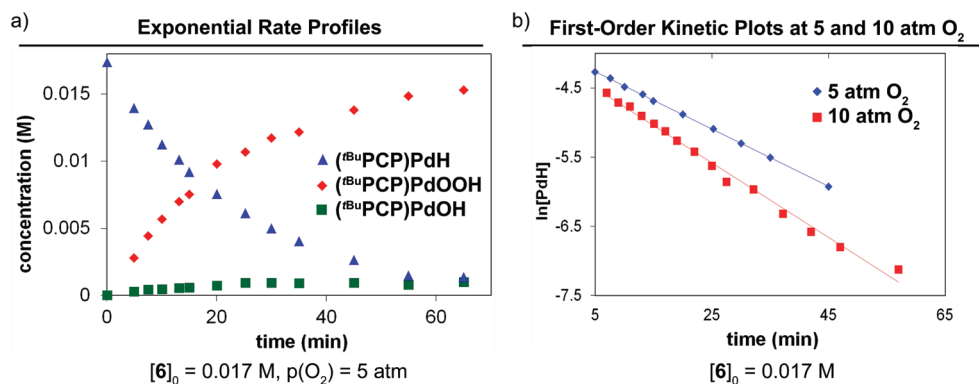 a)
Exponential Rate Profiles
concentration (M)
0.015
0.01
0.005
0
(ᵗᴮᵘPCP)PdH
(ᵗᴮᵘPCP)PdOOH
(ᵗᴮᵘPCP)PdOH
0 20 40 60
time (min)
[6]₀ = 0.017 M, p(O₂) = 5 atm
b)
First-Order Kinetic Plots at 5 and 10 atm O₂
ln[PdH]
-4.5
-5.5
-6.5
-7.5
5 atm O₂
10 atm O₂
5 25 45 65
time (min)
[6]₀ = 0.017 M